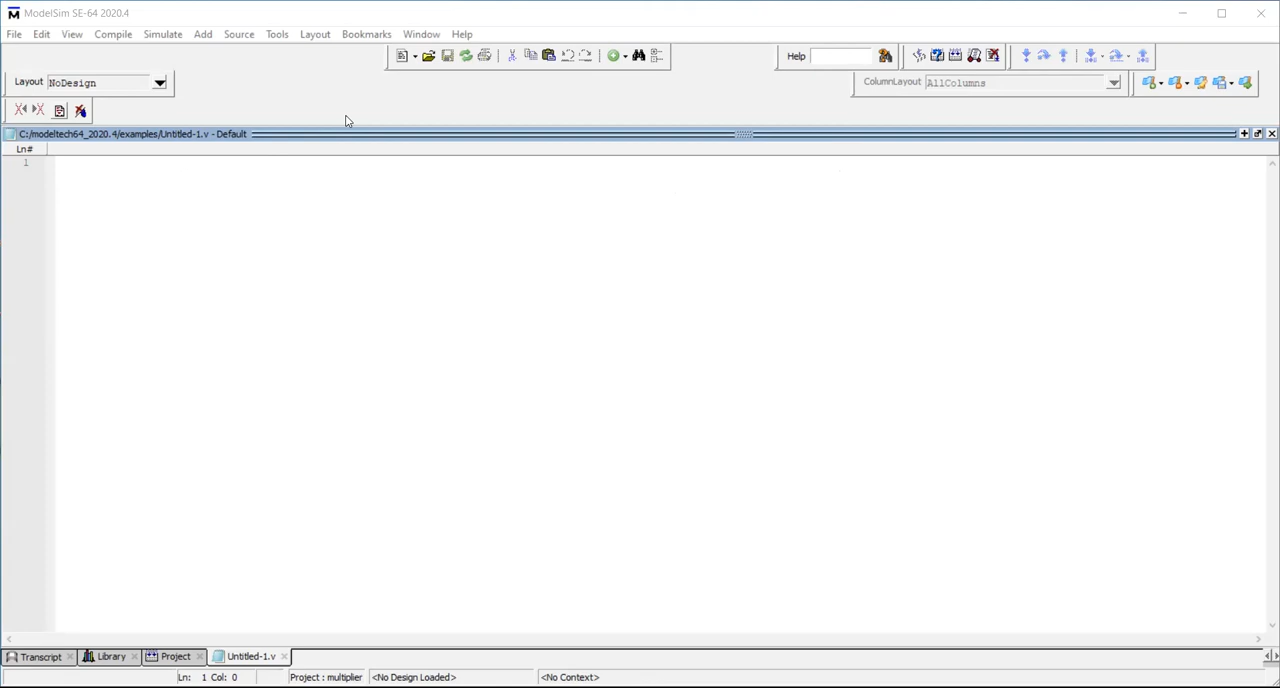 ModelSim SE-64 2020.4
File Edit View Compile Simulate Add Source Tools Layout Bookmarks Window Help
Help
Layout NoDesign
ColumnLayout AllColumns
C:/modeltech64_2020.4/examples/Untitled-1.v - Default
Ln#
1
Transcript Library Project Untitled-1.v
Ln: 1 Col: 0 Project : multiplier <No Design Loaded> <No Context>